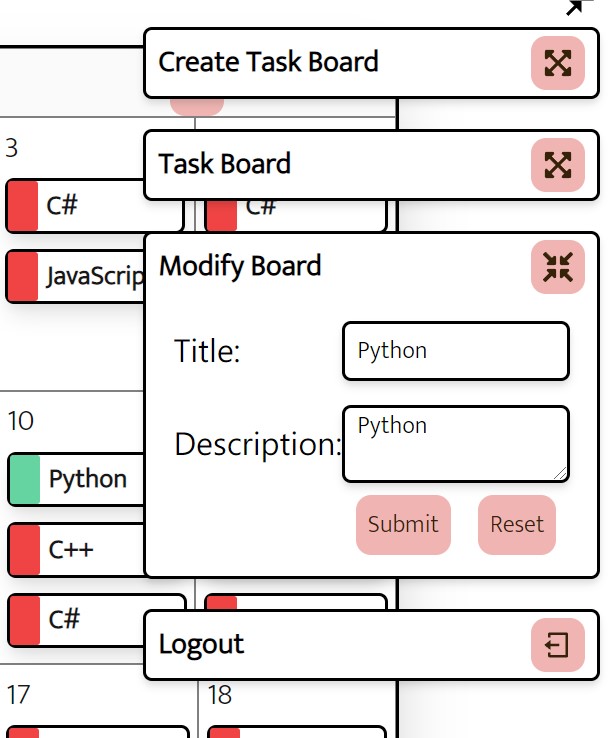 Create Task Board
Task Board
Modify Board
Title:
Python
Description:
Python
Submit
Reset
Logout
3
C#
C#
JavaScrip
10
Python
C++
C#
17
18